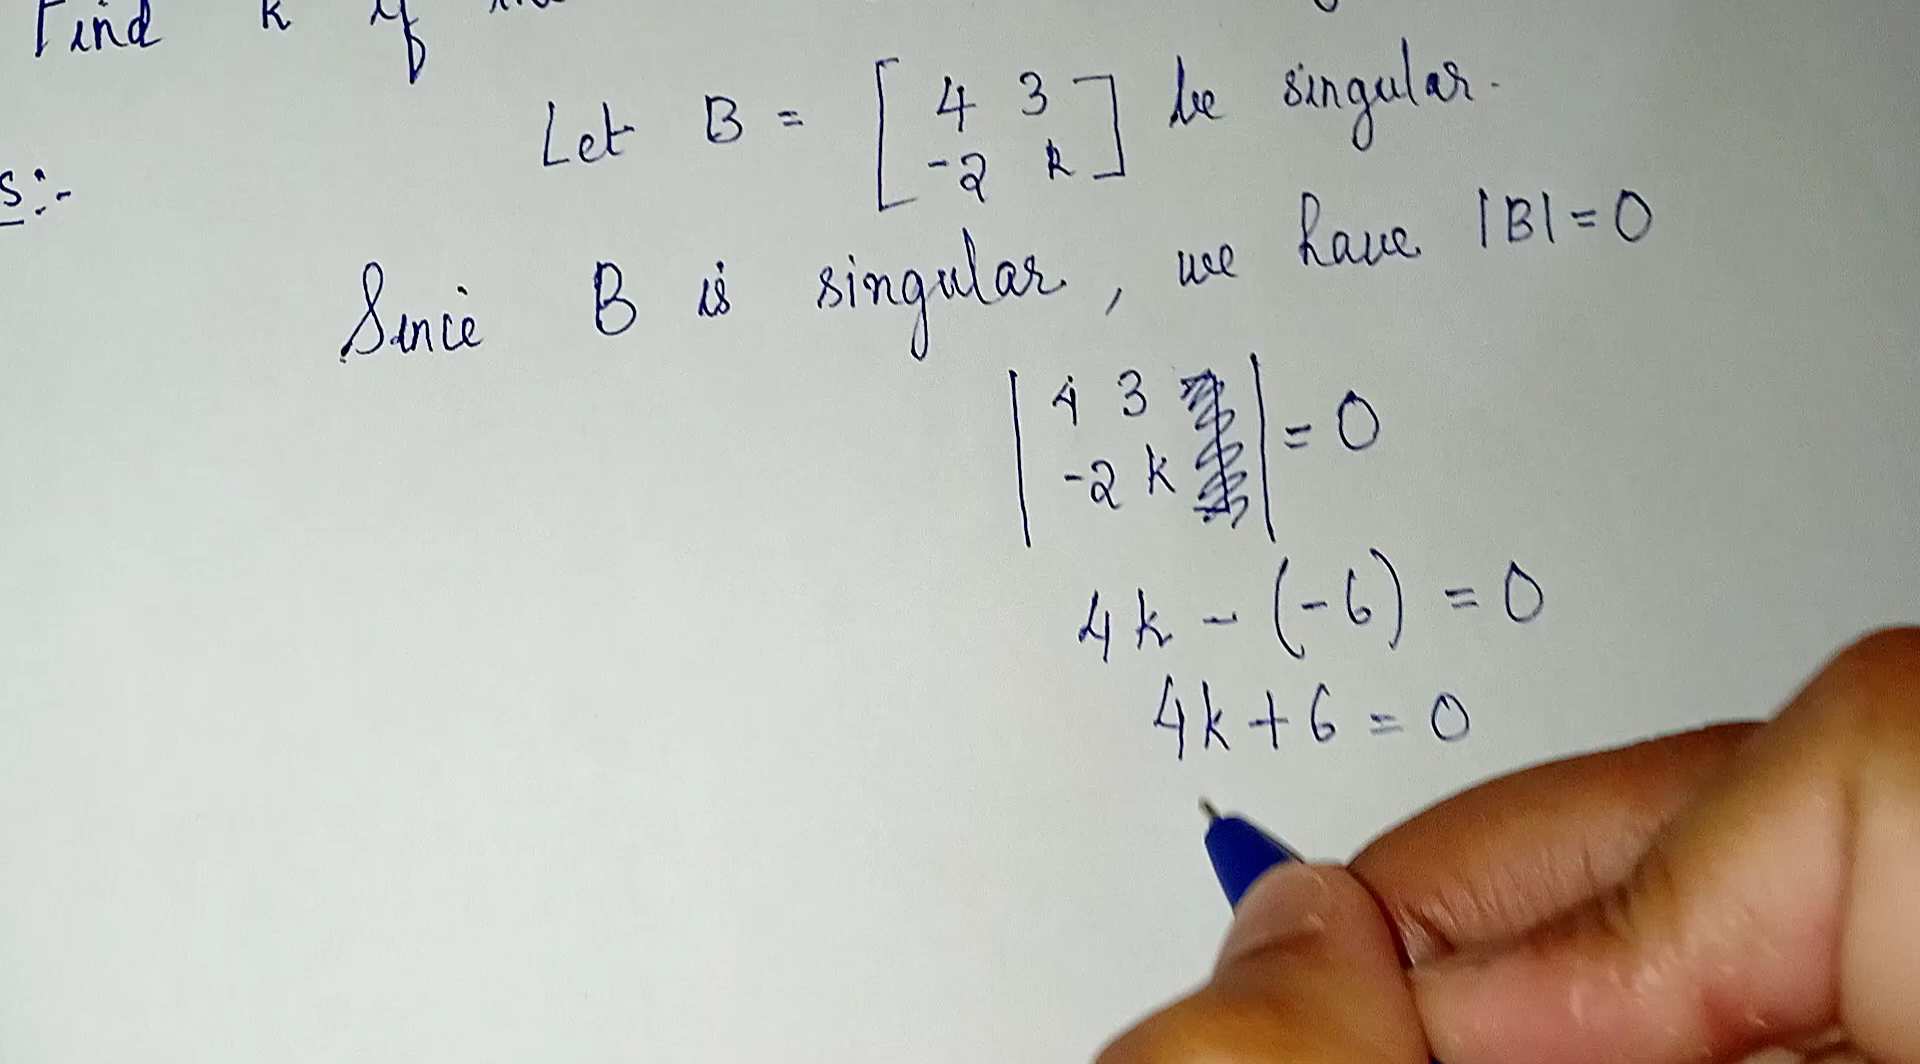 Find k if
Let B = [ 4 3 ] be singular.
-2 k
s:-
Since B is singular, we have |B| = 0
| 4 3 | = 0
-2 k
4k - (-6) = 0
4k + 6 = 0